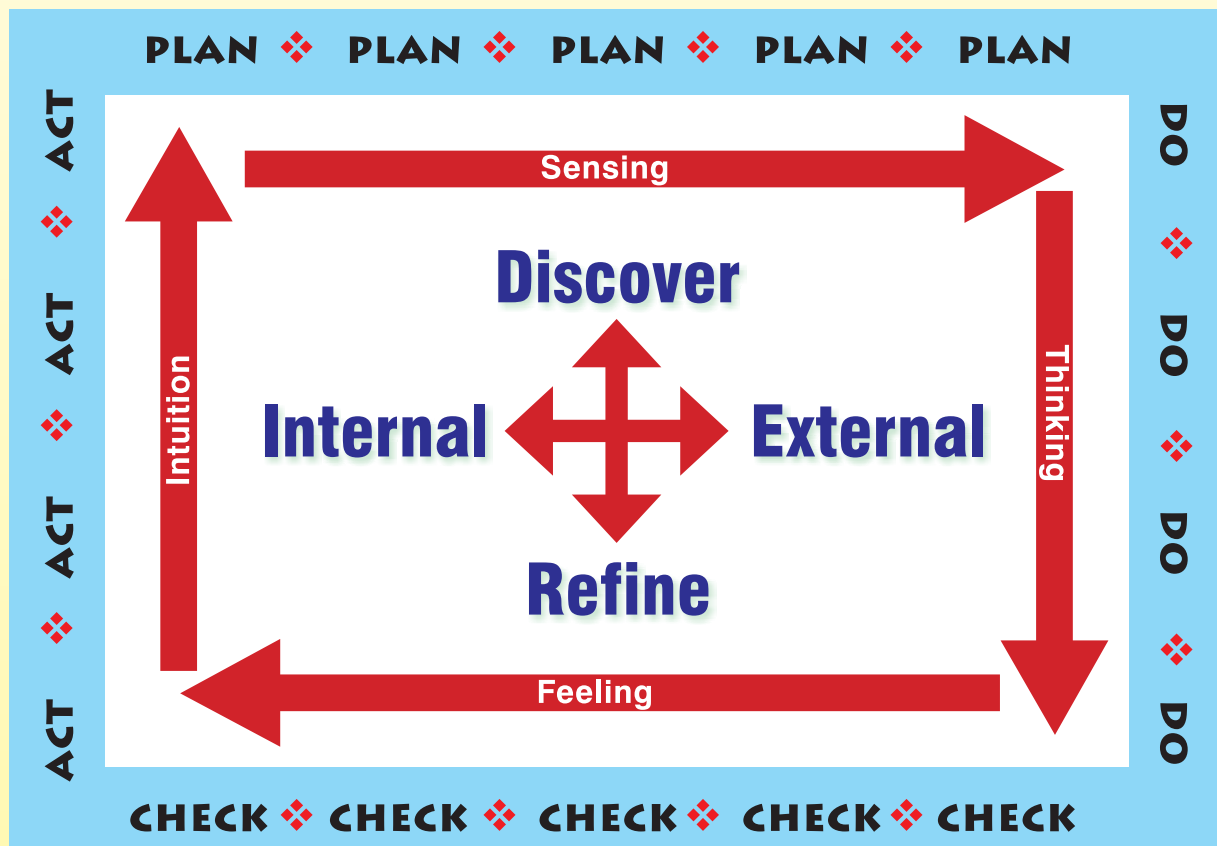 PLAN ❖ PLAN ❖ PLAN ❖ PLAN ❖ PLAN
ACT ❖ ACT ❖ ACT ❖ ACT
Sensing
Discover
Intuition
Internal
External
Thinking
Refine
Feeling
DO ❖ DO ❖ DO ❖ DO
CHECK ❖ CHECK ❖ CHECK ❖ CHECK ❖ CHECK